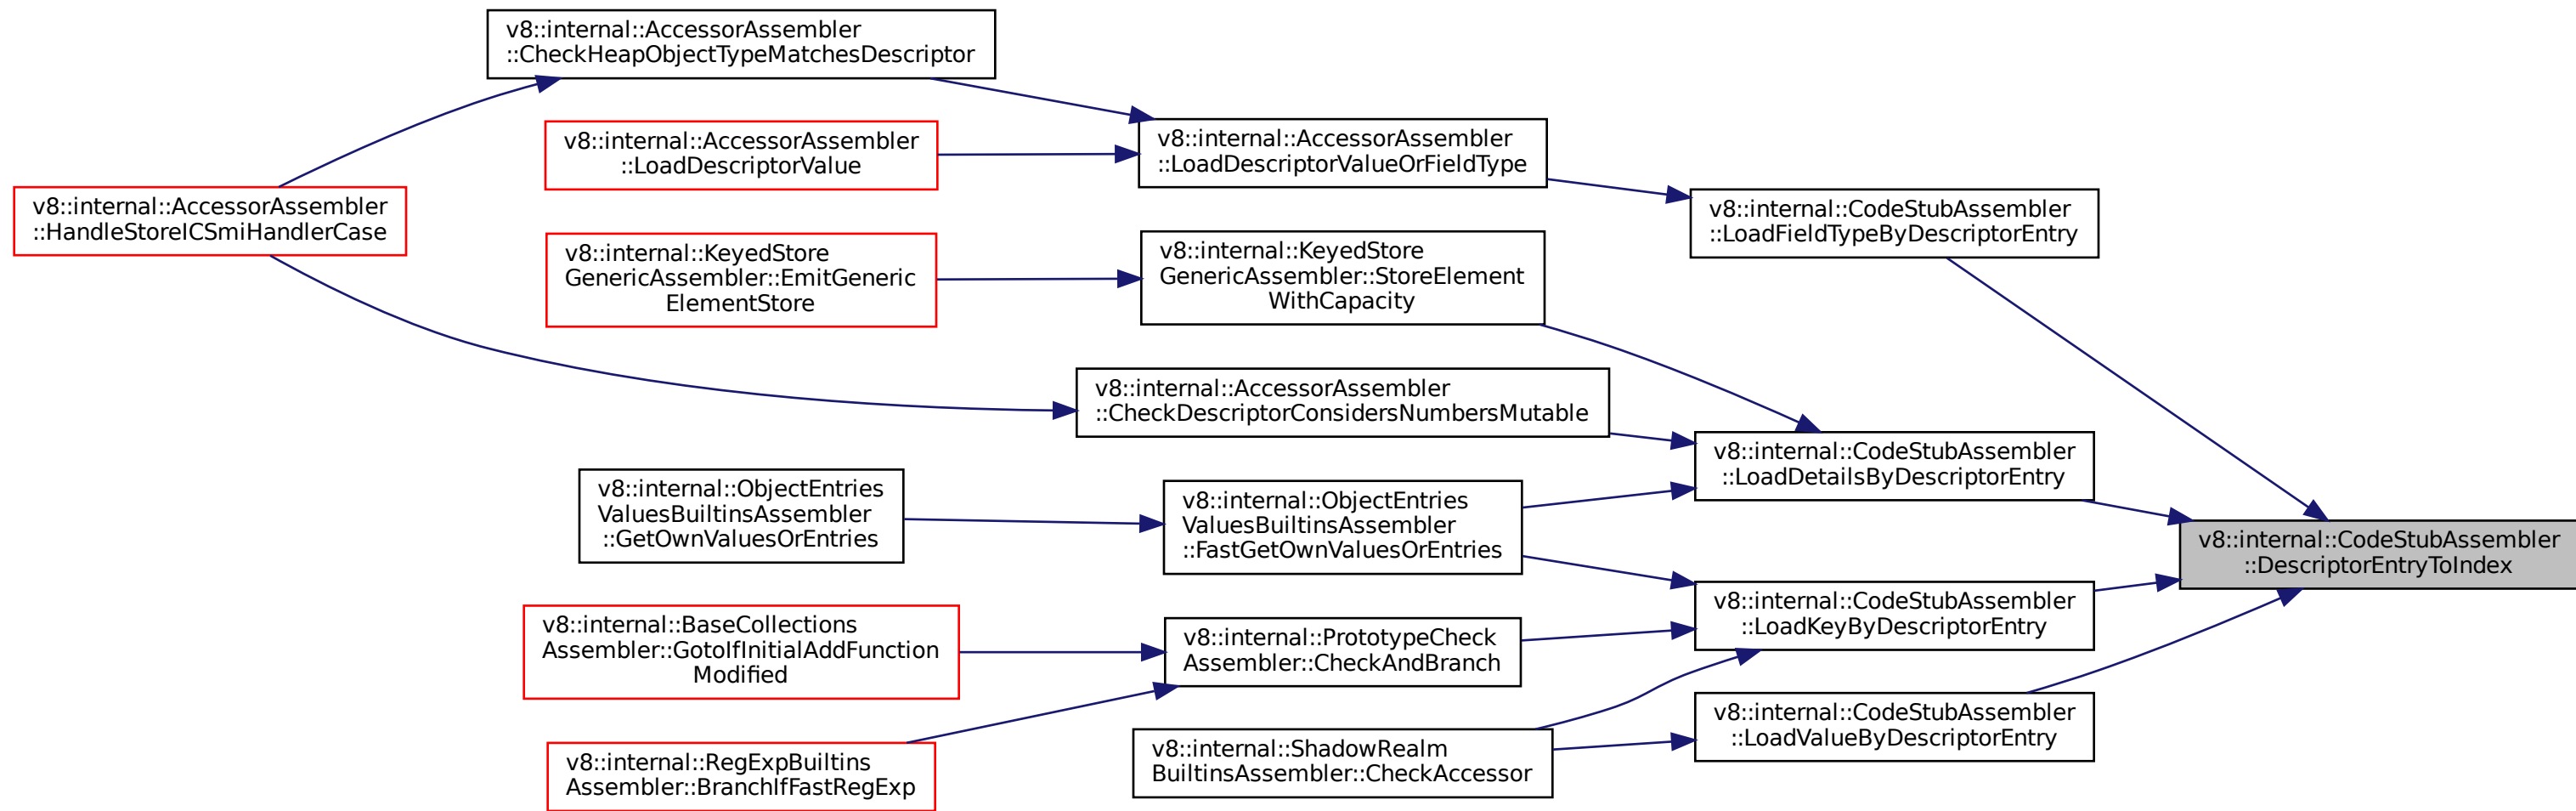 v8::internal::AccessorAssembler
::CheckHeapObjectTypeMatchesDescriptor
v8::internal::AccessorAssembler
::LoadDescriptorValue
v8::internal::AccessorAssembler
::LoadDescriptorValueOrFieldType
v8::internal::AccessorAssembler
::HandleStoreICSmiHandlerCase
v8::internal::CodeStubAssembler
::LoadFieldTypeByDescriptorEntry
v8::internal::KeyedStore
GenericAssembler::EmitGeneric
ElementStore
v8::internal::KeyedStore
GenericAssembler::StoreElement
WithCapacity
v8::internal::AccessorAssembler
::CheckDescriptorConsidersNumbersMutable
v8::internal::CodeStubAssembler
::LoadDetailsByDescriptorEntry
v8::internal::ObjectEntries
ValuesBuiltinsAssembler
::GetOwnValuesOrEntries
v8::internal::ObjectEntries
ValuesBuiltinsAssembler
::FastGetOwnValuesOrEntries
v8::internal::CodeStubAssembler
::DescriptorEntryToIndex
v8::internal::CodeStubAssembler
::LoadKeyByDescriptorEntry
v8::internal::BaseCollections
Assembler::GotoIfInitialAddFunction
Modified
v8::internal::PrototypeCheck
Assembler::CheckAndBranch
v8::internal::CodeStubAssembler
::LoadValueByDescriptorEntry
v8::internal::RegExpBuiltins
Assembler::BranchIfFastRegExp
v8::internal::ShadowRealm
BuiltinsAssembler::CheckAccessor